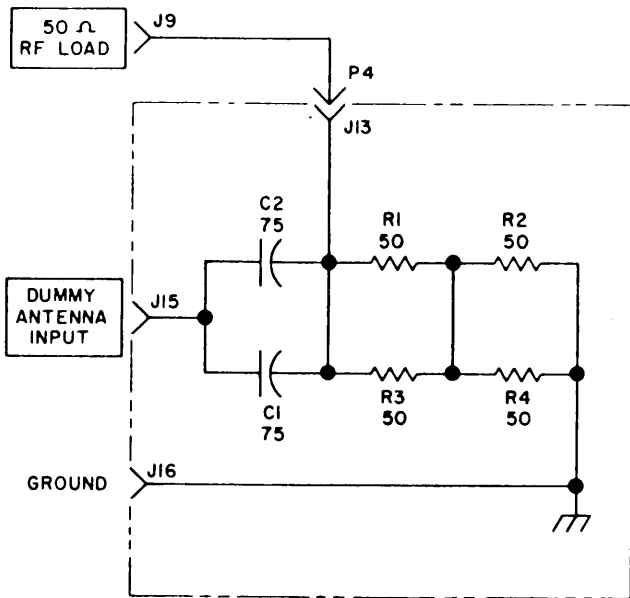 50 Ω
RF LOAD
J9
P4
J13
C2
75
R1
50
R2
50
DUMMY
ANTENNA
INPUT
J15
C1
75
R3
50
R4
50
GROUND
J16